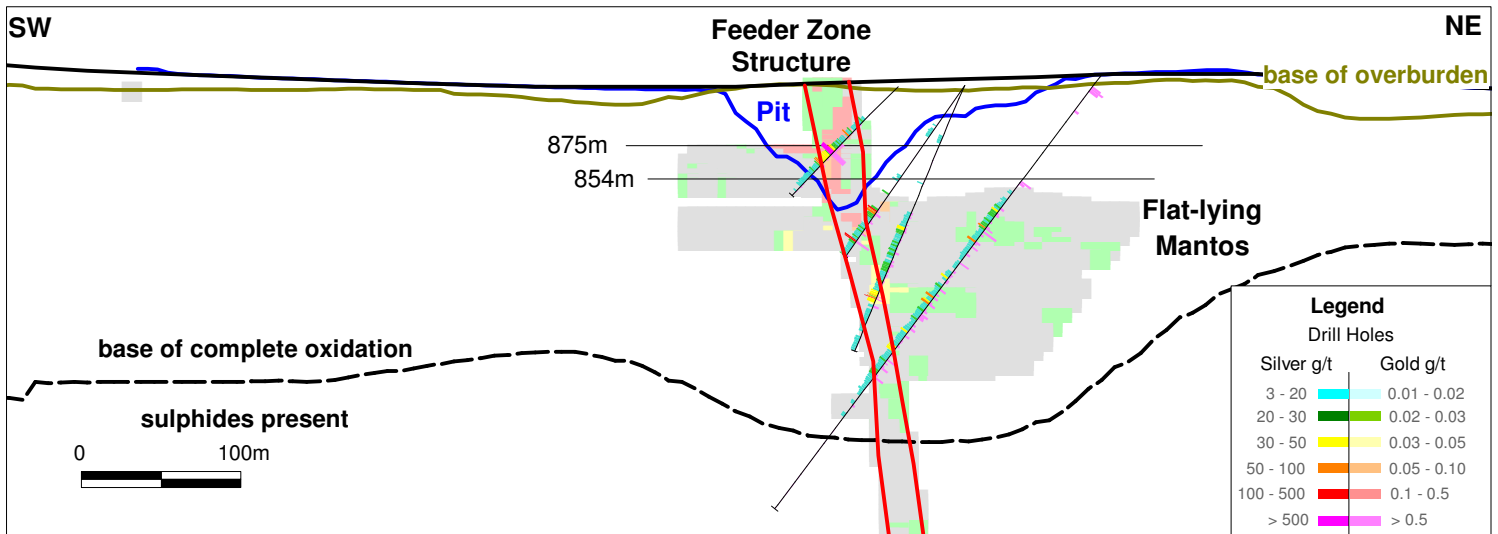 SW
Feeder Zone
Structure
NE
base of overburden
Pit
875m
854m
Flat-lying
Mantos
base of complete oxidation
sulphides present
0 100m
Legend
Drill Holes
Silver g/t Gold g/t
3 - 20 0.01 - 0.02
20 - 30 0.02 - 0.03
30 - 50 0.03 - 0.05
50 - 100 0.05 - 0.10
100 - 500 0.1 - 0.5
> 500 > 0.5